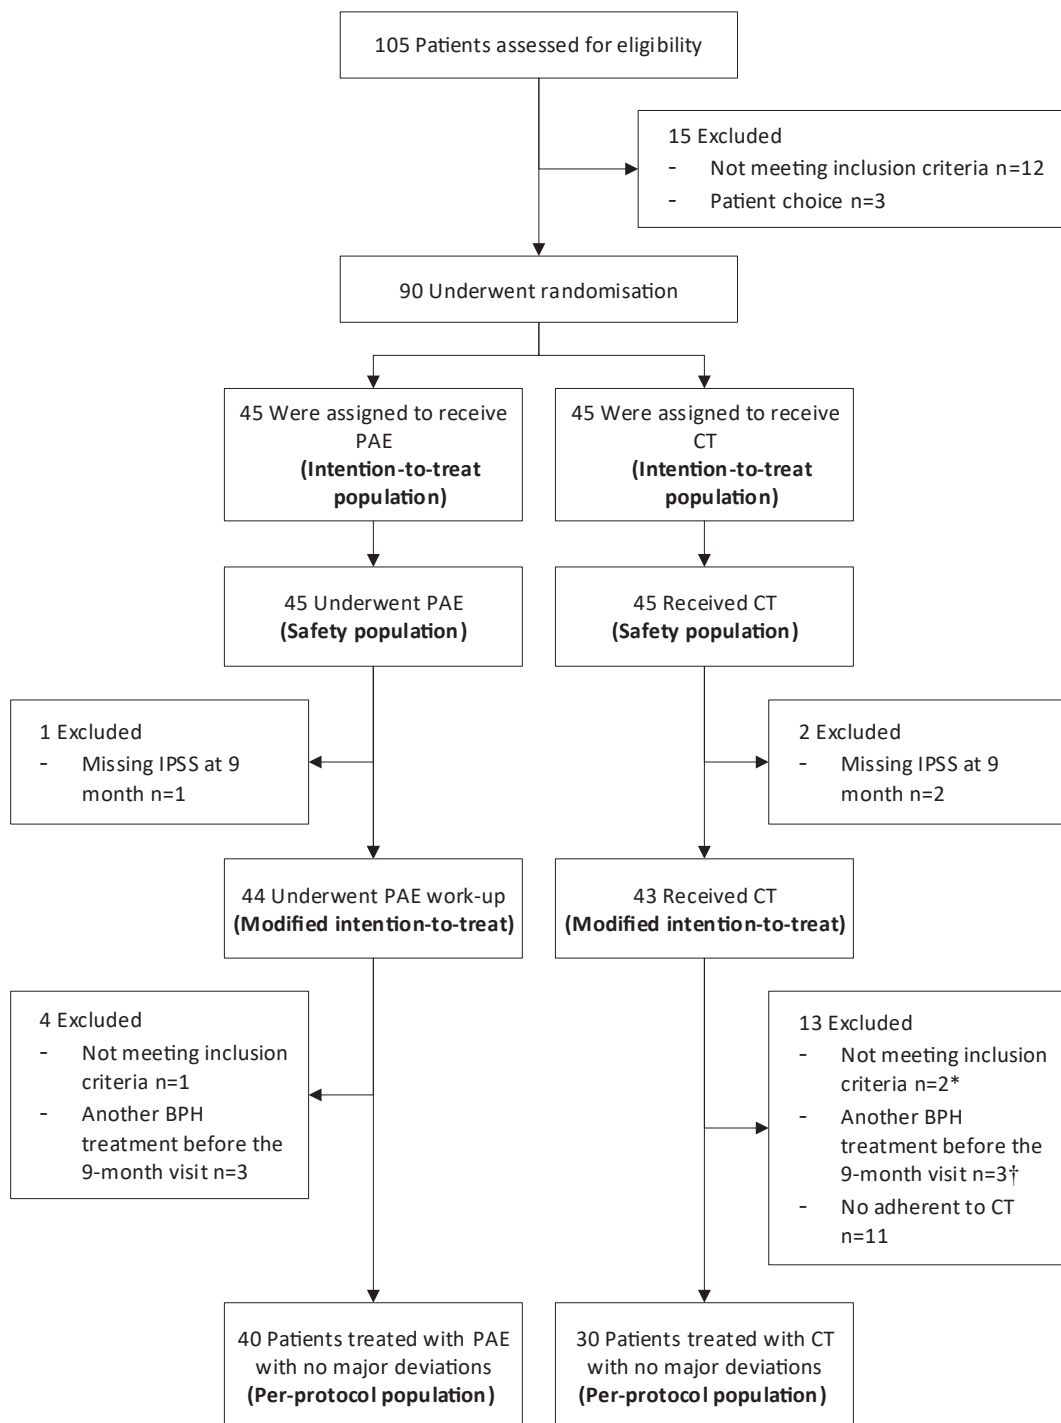 105 Patients assessed for eligibility
15 Excluded
- Not meeting inclusion criteria n=12
- Patient choice n=3
90 Underwent randomisation
45 Were assigned to receive
PAE
(Intention-to-treat
population)
45 Were assigned to receive
CT
(Intention-to-treat
population)
45 Underwent PAE
(Safety population)
45 Received CT
(Safety population)
1 Excluded
- Missing IPSS at 9
month n=1
2 Excluded
- Missing IPSS at 9
month n=2
44 Underwent PAE work-up
(Modified intention-to-treat)
43 Received CT
(Modified intention-to-treat)
4 Excluded
- Not meeting inclusion
criteria n=1
- Another BPH
treatment before the
9-month visit n=3
13 Excluded
- Not meeting inclusion
criteria n=2*
- Another BPH
treatment before the
9-month visit n=3†
- No adherent to CT
n=11
40 Patients treated with PAE
with no major deviations
(Per-protocol population)
30 Patients treated with CT
with no major deviations
(Per-protocol population)